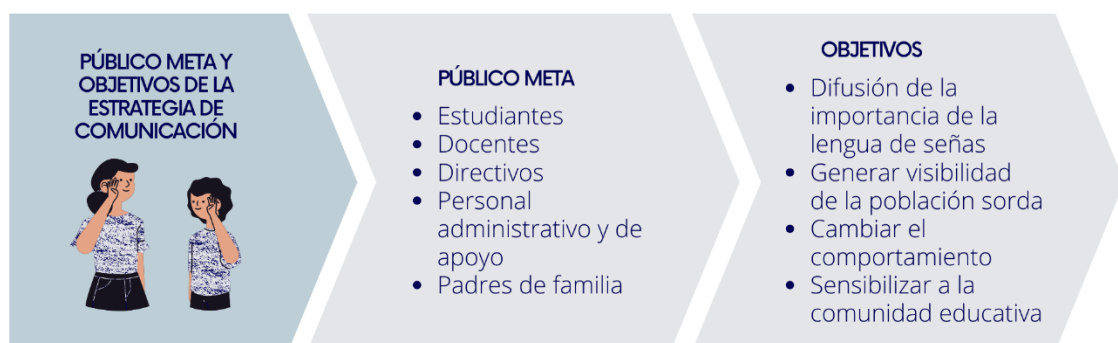 PÚBLICO META Y
OBJETIVOS DE LA
ESTRATEGIA DE
COMUNICACIÓN
PÚBLICO META
• Estudiantes
• Docentes
• Directivos
• Personal
administrativo y de
apoyo
• Padres de familia
OBJETIVOS
• Difusión de la
importancia de la
lengua de señas
• Generar visibilidad
de la población sorda
• Cambiar el
comportamiento
• Sensibilizar a la
comunidad educativa